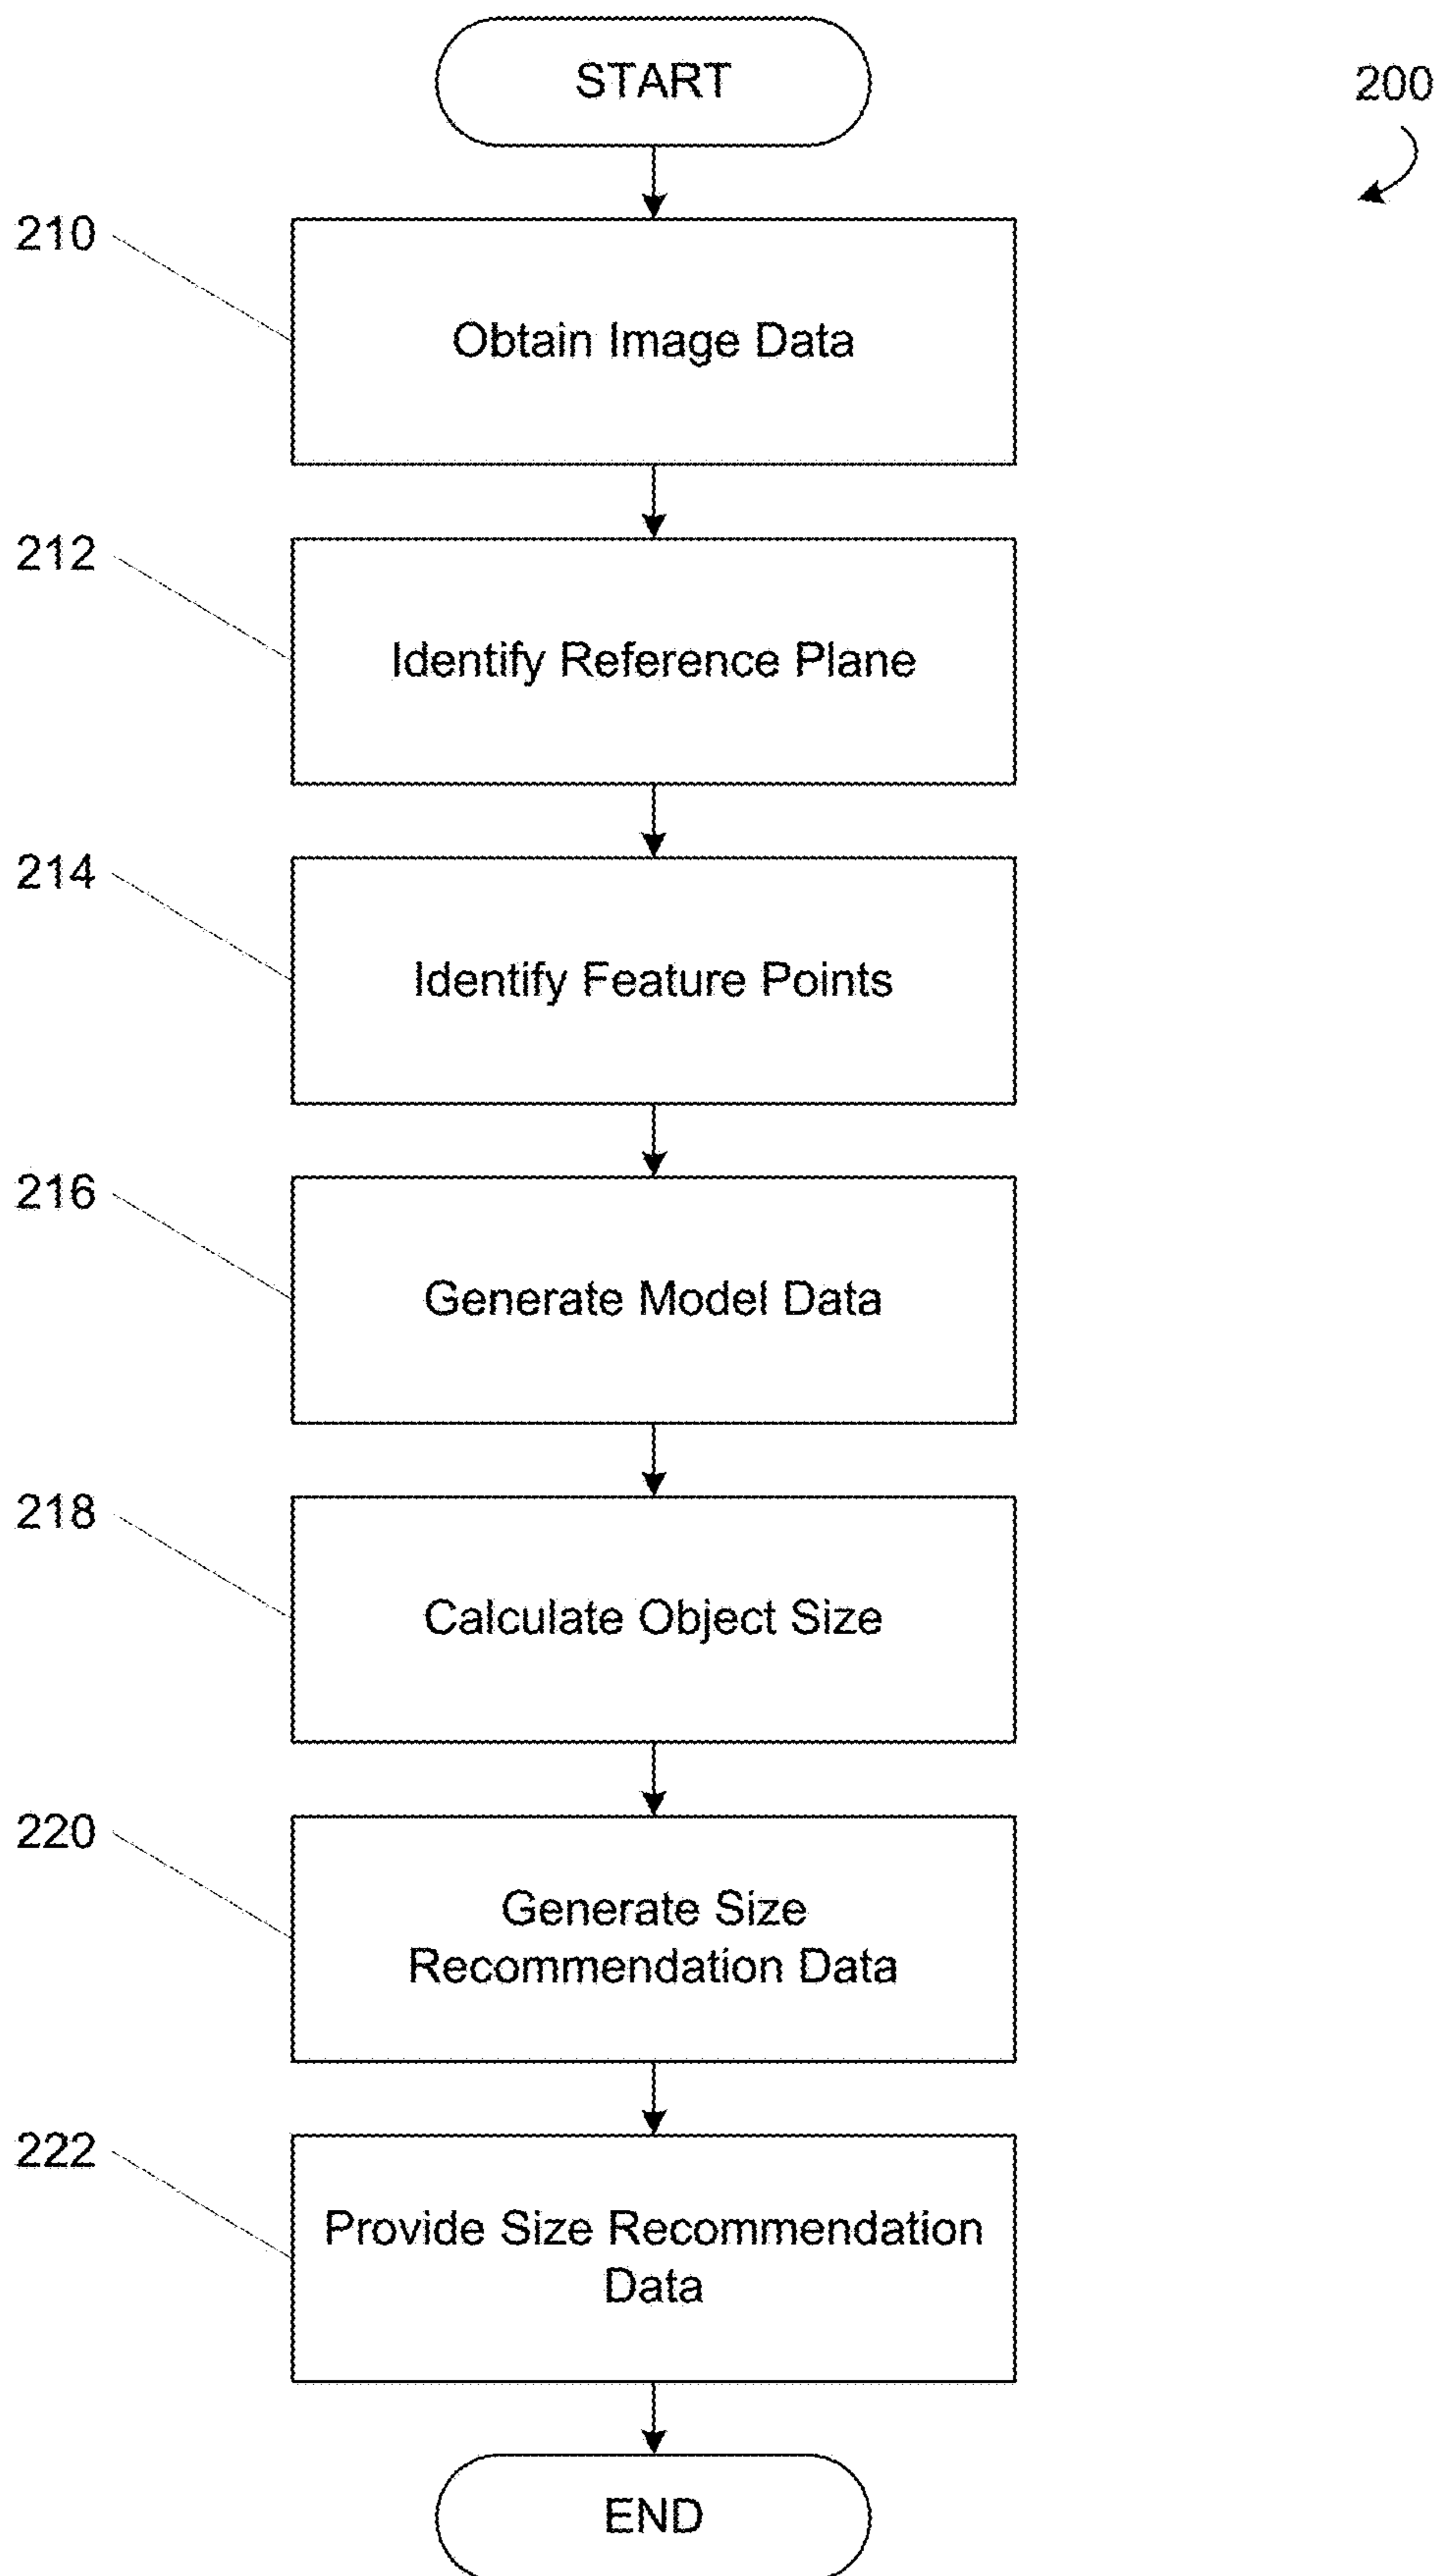 START
200
210
Obtain Image Data
212
Identify Reference Plane
214
Identify Feature Points
216
Generate Model Data
218
Calculate Object Size
220
Generate Size
Recommendation Data
222
Provide Size Recommendation
Data
END